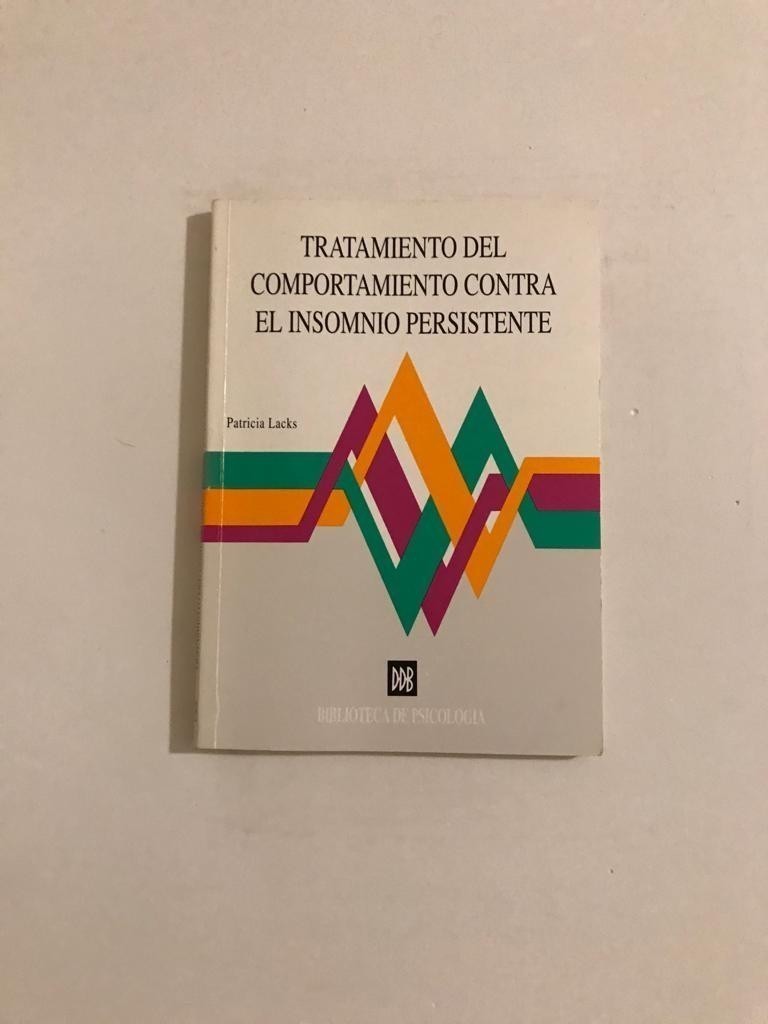 TRATAMIENTO DEL
COMPORTAMIENTO CONTRA
EL INSOMNIO PERSISTENTE
Patricia Lacks
DDB
BIBLIOTECA DE PSICOLOGIA